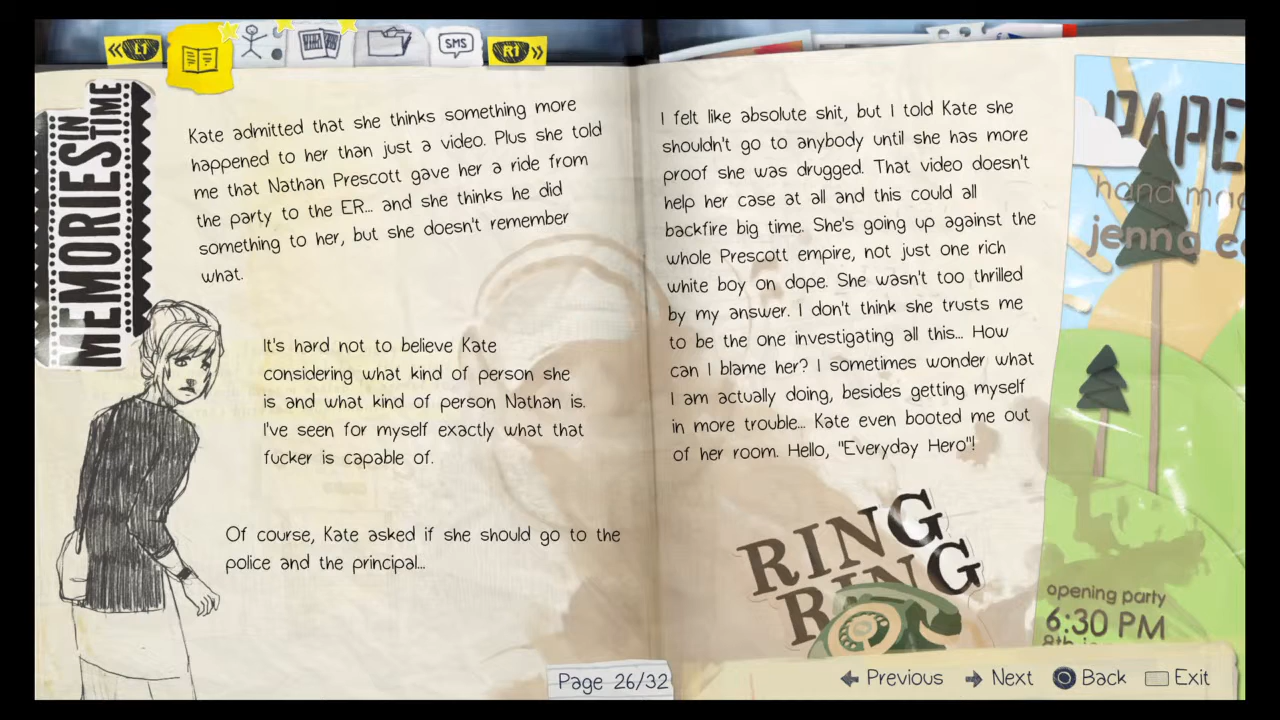 L1
SMS
R1
MEMORIES IN TIME
Kate admitted that she thinks something more
happened to her than just a video. Plus she told
me that Nathan Prescott gave her a ride from
the party to the ER... and she thinks he did
something to her, but she doesn't remember
what.
It's hard not to believe Kate
considering what kind of person she
is and what kind of person Nathan is.
I've seen for myself exactly what that
fucker is capable of.
Of course, Kate asked if she should go to the
police and the principal...
I felt like absolute shit, but I told Kate she
shouldn't go to anybody until she has more
proof she was drugged. That video doesn't
help her case at all and this could all
backfire big time. She's going up against the
whole Prescott empire, not just one rich
white boy on dope. She wasn't too thrilled
by my answer. I don't think she trusts me
to be the one investigating all this... How
can I blame her? I sometimes wonder what
I am actually doing, besides getting myself
in more trouble... Kate even booted me out
of her room. Hello, "Everyday Hero"!
RING
RING
PAPE
hand mad
jenna
opening party
6:30 PM
8th
Page 26/32
Previous
Next
Back
Exit